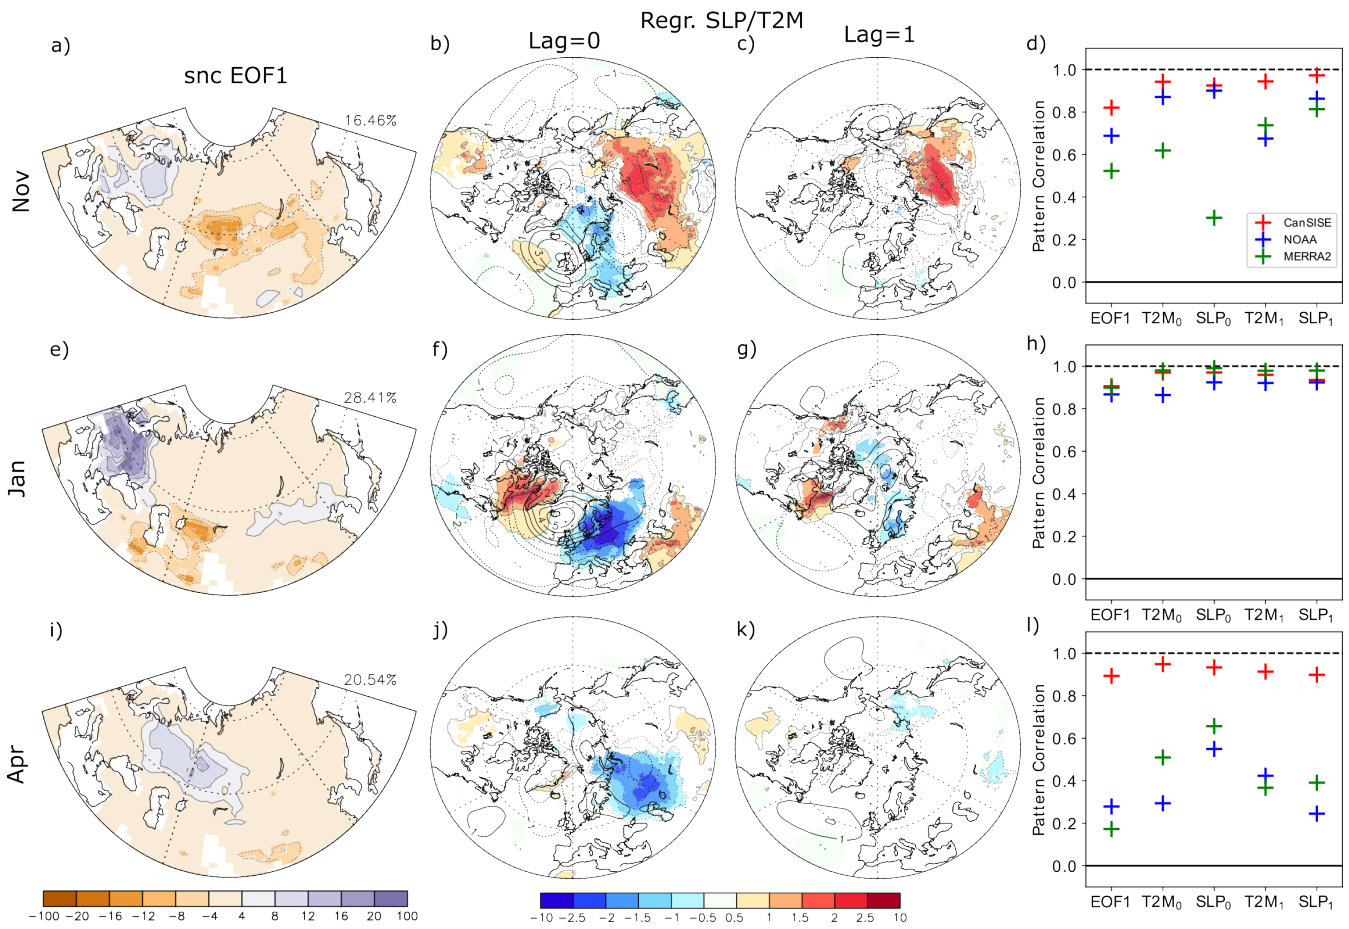 Regr. SLP/T2M
a)
b)
Lag=0
c)
Lag=1
d)
snc EOF1
16.46%
Nov
1.0
0.8
0.6
0.4
0.2
0.0
Pattern Correlation
CanSISE
NOAA
MERRA2
EOF1 T2M₀ SLP₀ T2M₁ SLP₁
e)
f)
g)
h)
28.41%
Jan
1.0
0.8
0.6
0.4
0.2
0.0
Pattern Correlation
EOF1 T2M₀ SLP₀ T2M₁ SLP₁
i)
j)
k)
l)
20.54%
Apr
1.0
0.8
0.6
0.4
0.2
0.0
Pattern Correlation
EOF1 T2M₀ SLP₀ T2M₁ SLP₁
−100 −20 −16 −12 −8 −4 4 8 12 16 20 100
−10 −2.5 −2 −1.5 −1 −0.5 0.5 1 1.5 2 2.5 10